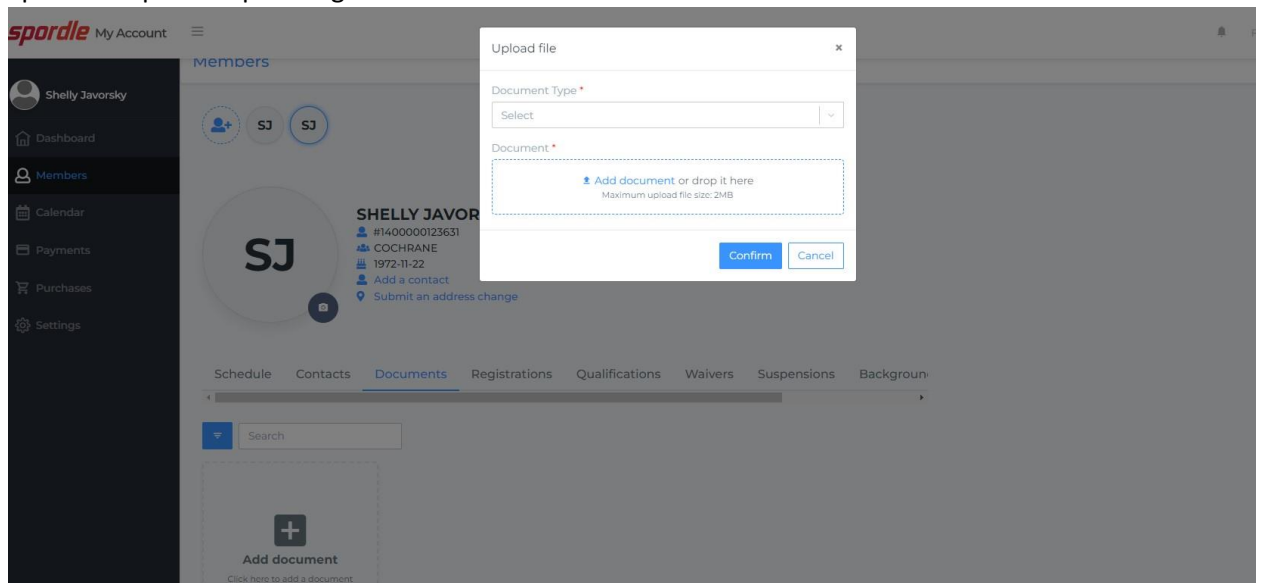 spordle My Account
Members
Shelly Javorsky
Dashboard
Members
Calendar
Payments
Purchases
Settings
SJ SJ
SJ
SHELLY JAVOR
#1400000123631
COCHRANE
1972-11-22
Add a contact
Submit an address change
Schedule Contacts Documents Registrations Qualifications Waivers Suspensions Backgroun
Search
Add document
Click here to add a document
Upload file ×
Document Type *
Select
Document *
Add document or drop it here
Maximum upload file size: 2MB
Confirm Cancel